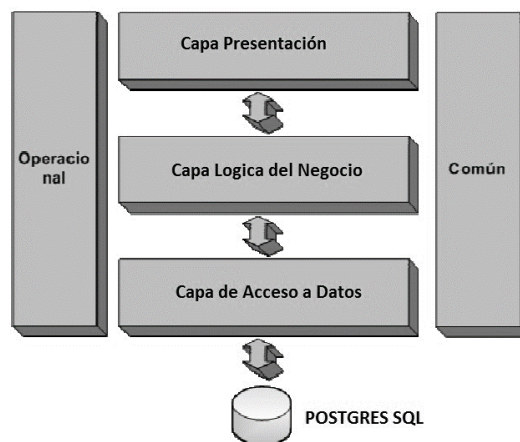 Capa Presentación
Operacio
nal
Capa Logica del Negocio
Común
Capa de Acceso a Datos
POSTGRES SQL